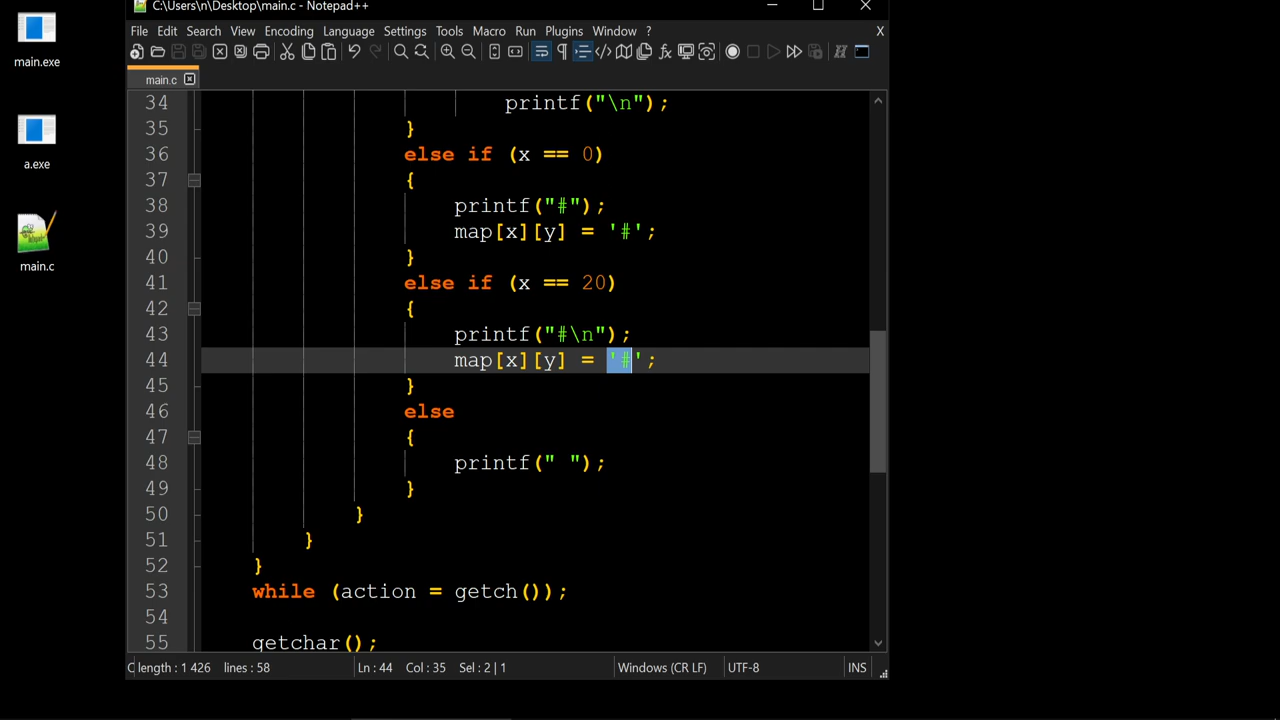 C:\Users\n\Desktop\main.c - Notepad++
main.exe
a.exe
main.c
File Edit Search View Encoding Language Settings Tools Macro Run Plugins Window ? X
main.c
34 printf("\n");
35 }
36 else if (x == 0)
37 {
38 printf("#");
39 map[x][y] = '#';
40 }
41 else if (x == 20)
42 {
43 printf("#\n");
44 map[x][y] = '#';
45 }
46 else
47 {
48 printf(" ");
49 }
50 }
51 }
52 }
53 while (action = getch());
54
55 getchar();
C length : 1 426 lines : 58 Ln : 44 Col : 35 Sel : 2 | 1 Windows (CR LF) UTF-8 INS